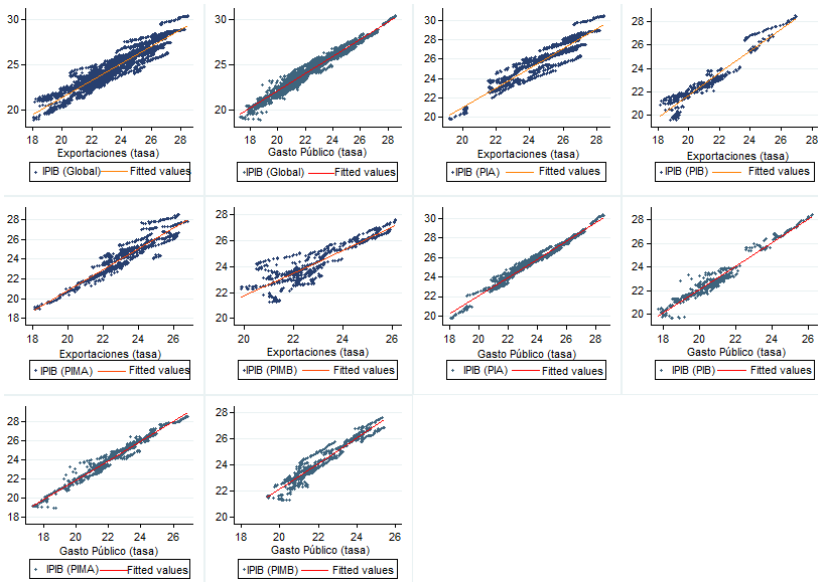 30
25
20
18 20 22 24 26 28
Exportaciones (tasa)
IPIB (Global) Fitted values
30
28
26
24
22
20
18 20 22 24 26 28
Gasto Público (tasa)
IPIB (Global) Fitted values
30
28
26
24
22
20
20 22 24 26 28
Exportaciones (tasa)
IPIB (PIA) Fitted values
28
26
24
22
20
18 20 22 24 26 28
Exportaciones (tasa)
IPIB (PIB) Fitted values
28
26
24
22
20
18
18 20 22 24 26
Exportaciones (tasa)
IPIB (PIMA) Fitted values
28
26
24
22
20
20 22 24 26
Exportaciones (tasa)
IPIB (PIMB) Fitted values
30
28
26
24
22
20
18 20 22 24 26 28
Gasto Público (tasa)
IPIB (PIA) Fitted values
28
26
24
22
20
18 20 22 24 26
Gasto Público (tasa)
IPIB (PIB) Fitted values
28
26
24
22
20
18
18 20 22 24 26
Gasto Público (tasa)
IPIB (PIMA) Fitted values
28
26
24
22
20
18 20 22 24 26
Gasto Público (tasa)
IPIB (PIMB) Fitted values